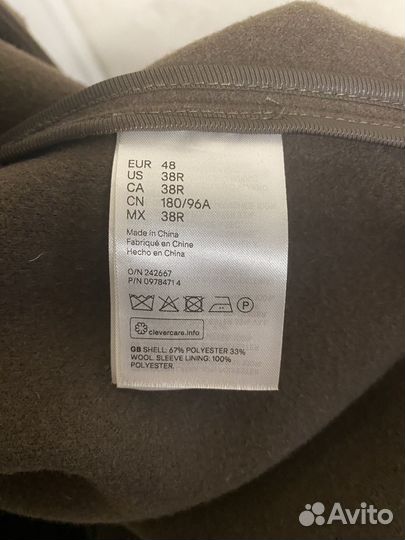 EUR 48
US 38R
CA 38R
CN 180/96A
MX 38R
Made in China
Fabriqué en Chine
Hecho en China
O/N 242667
P/N 0978471 4
P
clevercare.info
GB SHELL: 67% POLYESTER 33%
WOOL SLEEVE LINING: 100%
POLYESTER.
Avito